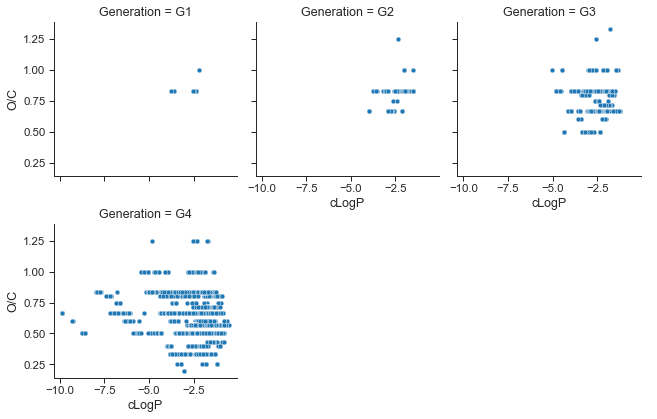 Generation = G1 Generation = G2 Generation = G3
1.25
1.00
0.75
0.50
0.25
O/C
−10.0 −7.5 −5.0 −2.5 −10.0 −7.5 −5.0 −2.5
cLogP cLogP
Generation = G4
1.25
1.00
0.75
0.50
0.25
O/C
−10.0 −7.5 −5.0 −2.5
cLogP